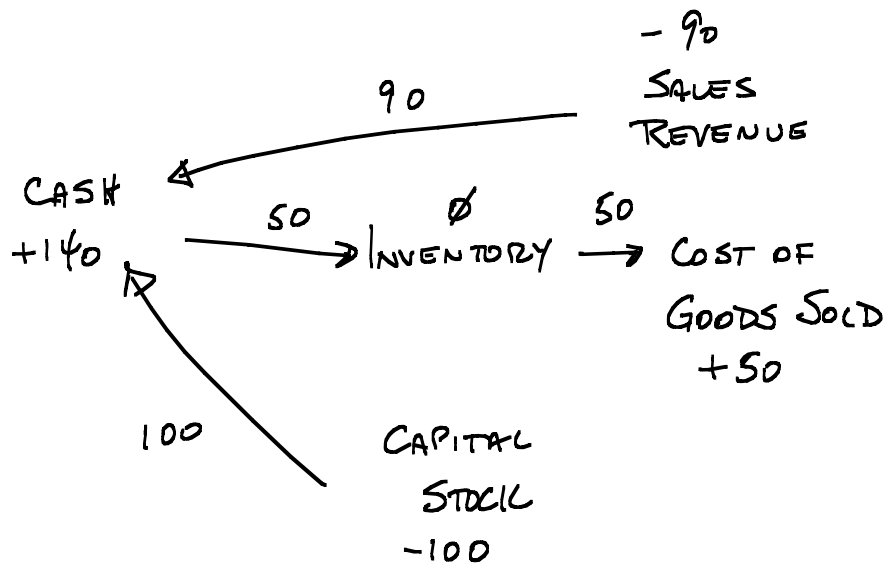 - 90
SALES
REVENUE
90
CASH
+140
50
Ø
INVENTORY
50
COST OF
GOODS SOLD
+50
100
CAPITAL
STOCK
-100